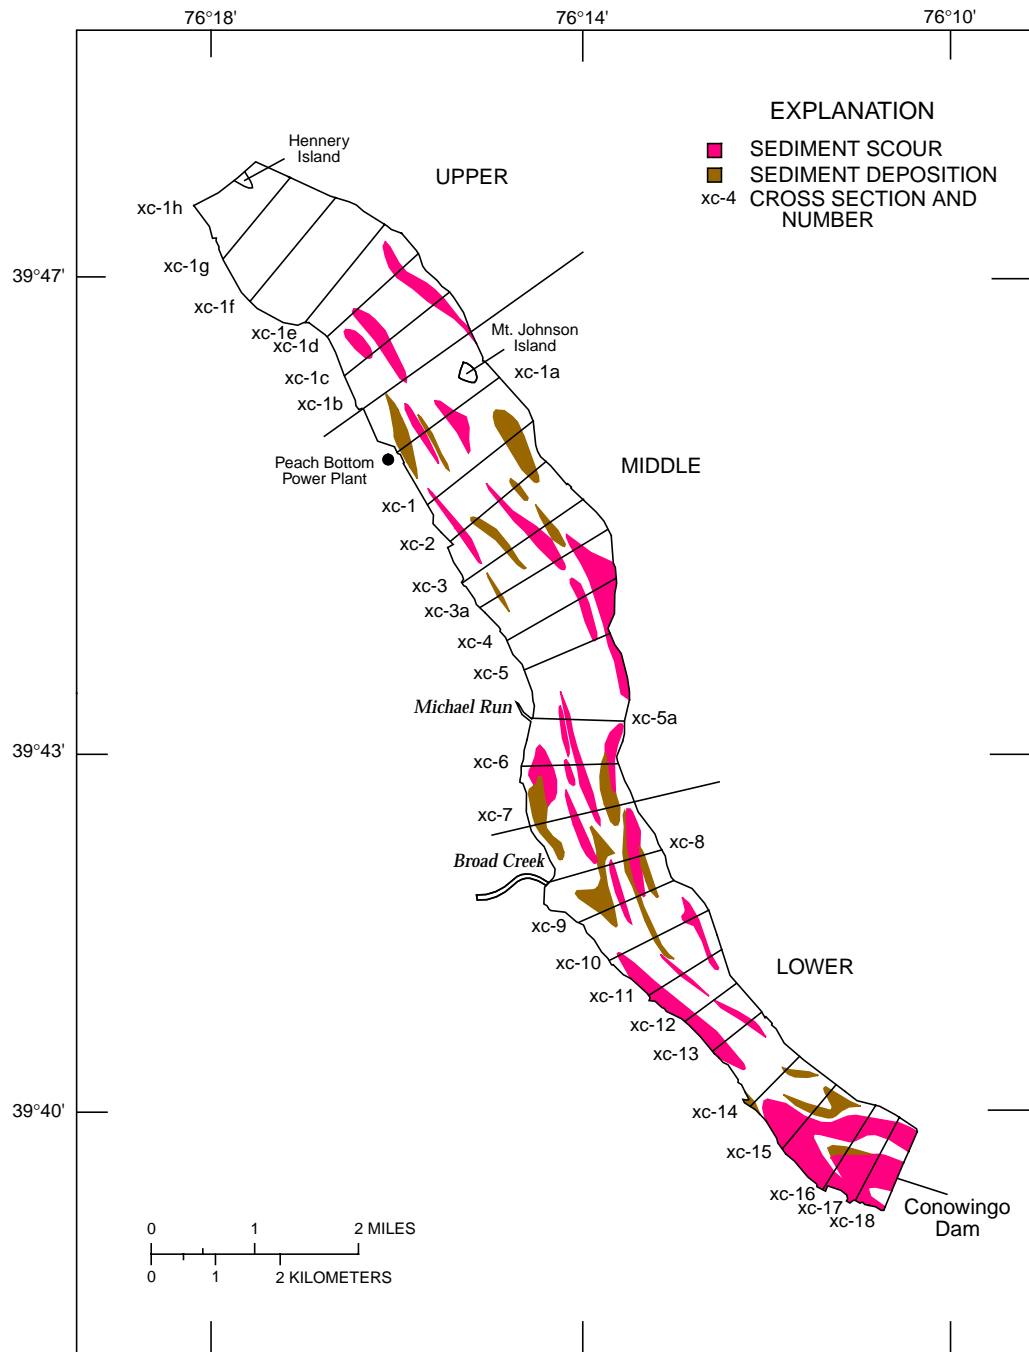 76°18'
76°14'
76°10'
EXPLANATION
SEDIMENT SCOUR
SEDIMENT DEPOSITION
xc-4 CROSS SECTION AND
NUMBER
Hennery
Island
UPPER
xc-1h
xc-1g
39°47'
xc-1f
xc-1e
xc-1d
Mt. Johnson
Island
xc-1a
xc-1c
xc-1b
Peach Bottom
Power Plant
MIDDLE
xc-1
xc-2
xc-3
xc-3a
xc-4
xc-5
Michael Run
xc-5a
39°43'
xc-6
xc-7
xc-8
Broad Creek
xc-9
xc-10
LOWER
xc-11
xc-12
xc-13
39°40'
xc-14
xc-15
xc-16
xc-17
xc-18
Conowingo
Dam
0 1 2 MILES
0 1 2 KILOMETERS